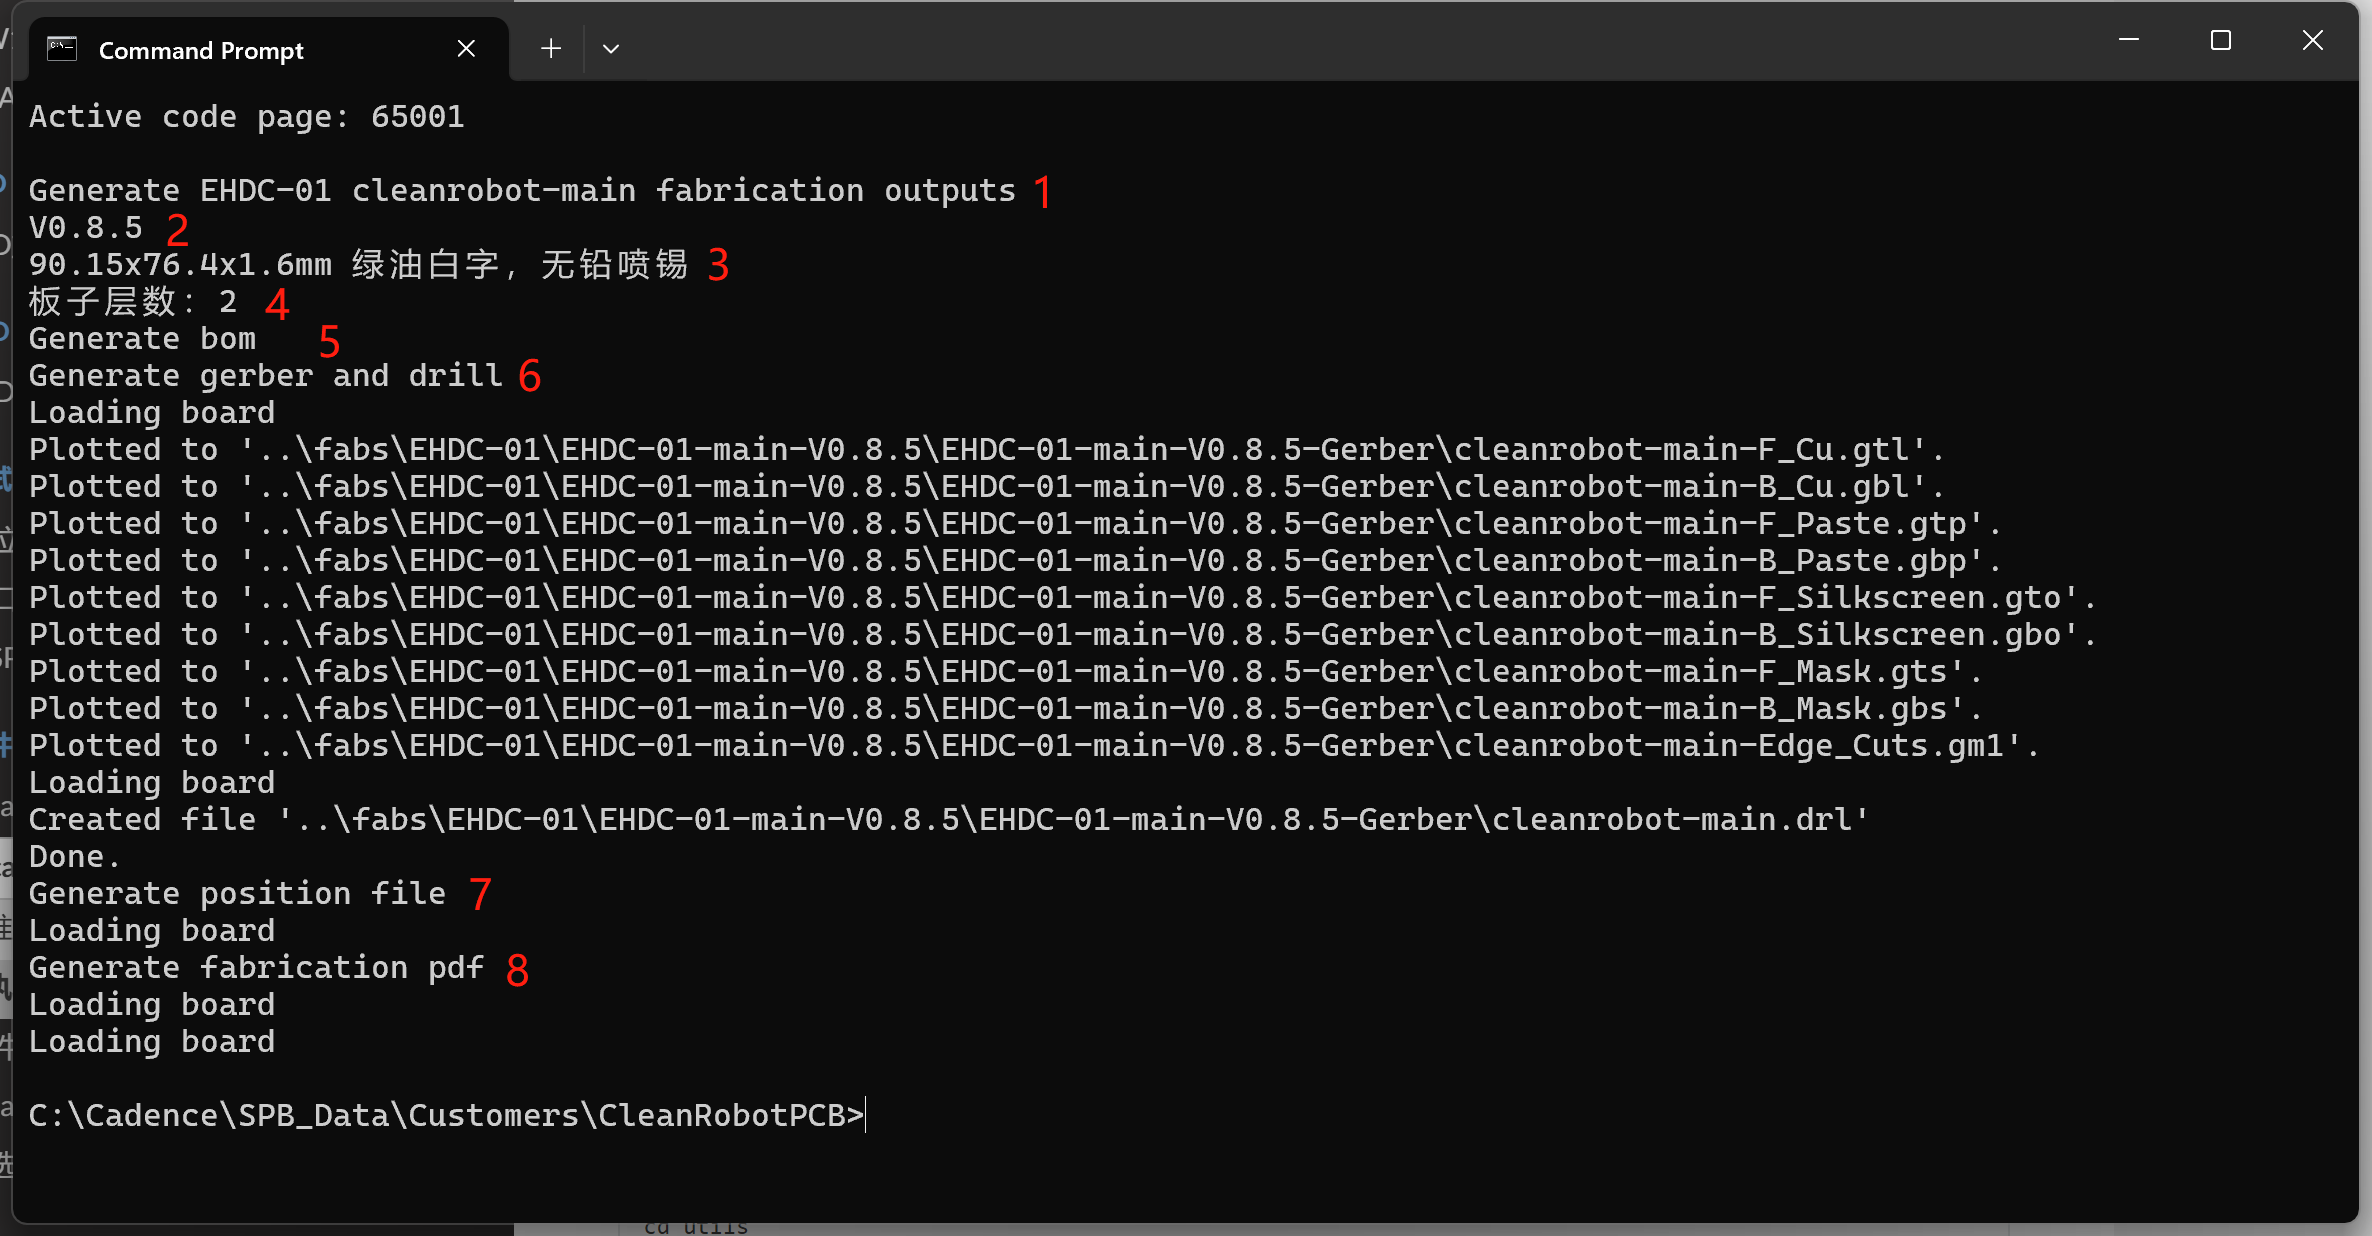 Command Prompt
Active code page: 65001
Generate EHDC-01 cleanrobot-main fabrication outputs 1
V0.8.5 2
90.15x76.4x1.6mm 绿油白字，无铅喷锡 3
板子层数：2 4
Generate bom 5
Generate gerber and drill 6
Loading board
Plotted to '..\fabs\EHDC-01\EHDC-01-main-V0.8.5\EHDC-01-main-V0.8.5-Gerber\cleanrobot-main-F_Cu.gtl'.
Plotted to '..\fabs\EHDC-01\EHDC-01-main-V0.8.5\EHDC-01-main-V0.8.5-Gerber\cleanrobot-main-B_Cu.gbl'.
Plotted to '..\fabs\EHDC-01\EHDC-01-main-V0.8.5\EHDC-01-main-V0.8.5-Gerber\cleanrobot-main-F_Paste.gtp'.
Plotted to '..\fabs\EHDC-01\EHDC-01-main-V0.8.5\EHDC-01-main-V0.8.5-Gerber\cleanrobot-main-B_Paste.gbp'.
Plotted to '..\fabs\EHDC-01\EHDC-01-main-V0.8.5\EHDC-01-main-V0.8.5-Gerber\cleanrobot-main-F_Silkscreen.gto'.
Plotted to '..\fabs\EHDC-01\EHDC-01-main-V0.8.5\EHDC-01-main-V0.8.5-Gerber\cleanrobot-main-B_Silkscreen.gbo'.
Plotted to '..\fabs\EHDC-01\EHDC-01-main-V0.8.5\EHDC-01-main-V0.8.5-Gerber\cleanrobot-main-F_Mask.gts'.
Plotted to '..\fabs\EHDC-01\EHDC-01-main-V0.8.5\EHDC-01-main-V0.8.5-Gerber\cleanrobot-main-B_Mask.gbs'.
Plotted to '..\fabs\EHDC-01\EHDC-01-main-V0.8.5\EHDC-01-main-V0.8.5-Gerber\cleanrobot-main-Edge_Cuts.gm1'.
Loading board
Created file '..\fabs\EHDC-01\EHDC-01-main-V0.8.5\EHDC-01-main-V0.8.5-Gerber\cleanrobot-main.drl'
Done.
Generate position file 7
Loading board
Generate fabrication pdf 8
Loading board
Loading board
C:\Cadence\SPB_Data\Customers\CleanRobotPCB>
cd utils